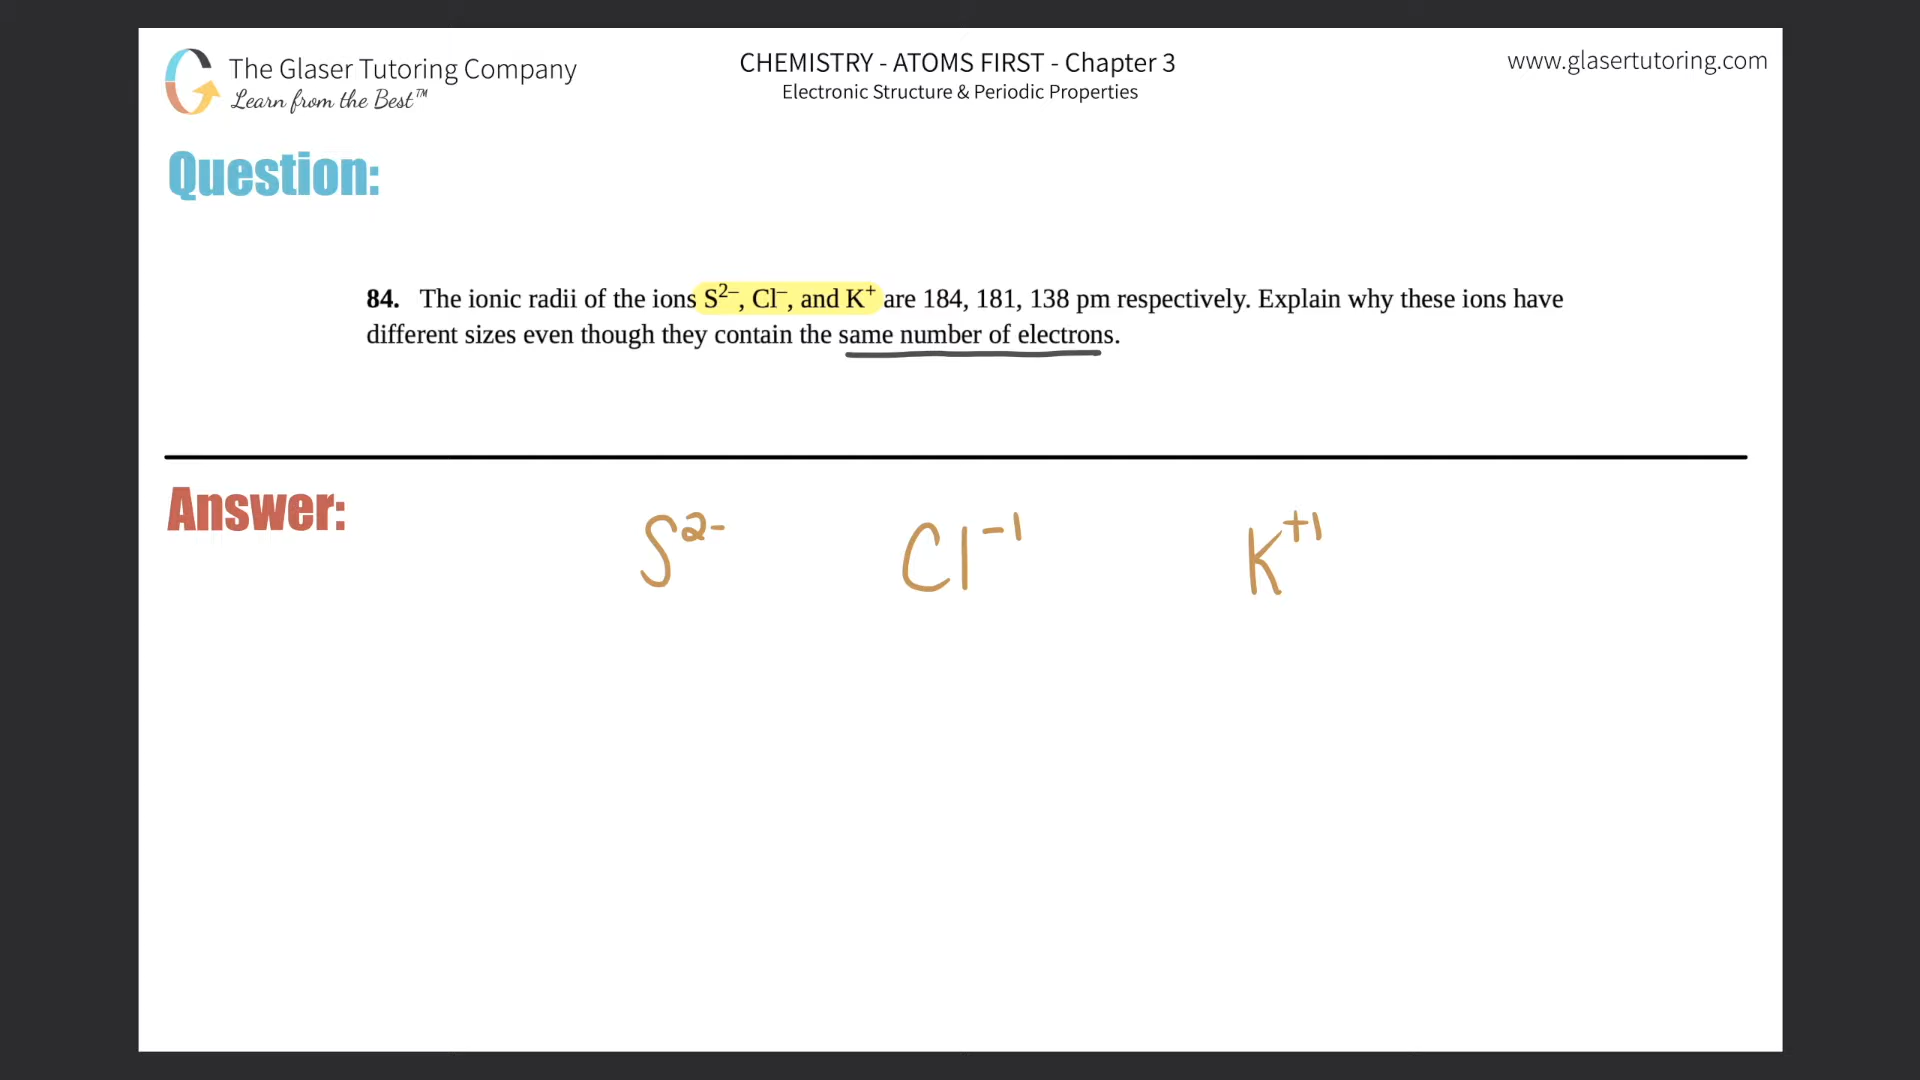 The Glaser Tutoring Company
Learn from the Best™
CHEMISTRY - ATOMS FIRST - Chapter 3
Electronic Structure & Periodic Properties
www.glasertutoring.com
Question:
84. The ionic radii of the ions S²⁻, Cl⁻, and K⁺ are 184, 181, 138 pm respectively. Explain why these ions have
different sizes even though they contain the same number of electrons.
Answer:
S²⁻ Cl⁻¹ K⁺¹